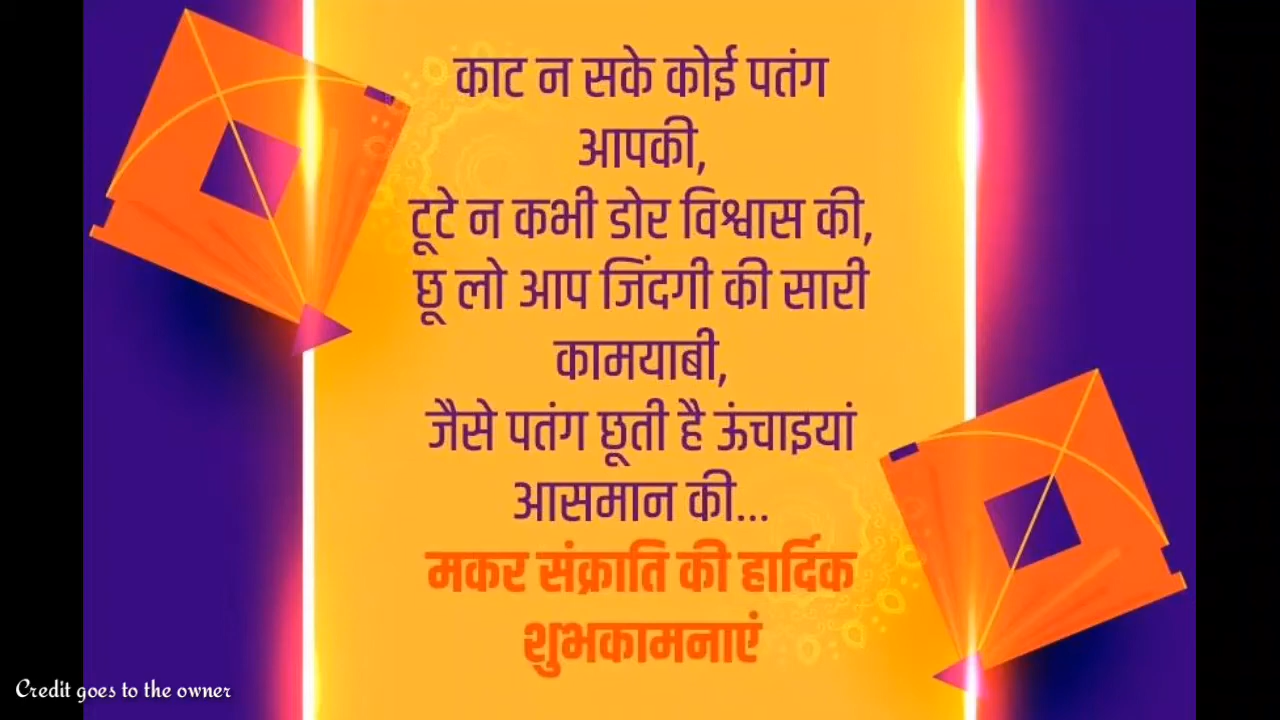 काट न सके कोई पतंग
आपकी,
टूटे न कभी डोर विश्वास की,
छू लो आप जिंदगी की सारी
कामयाबी,
जैसे पतंग छूती है ऊंचाइयां
आसमान की...
मकर संक्राति की हार्दिक
शुभकामनाएं
Credit goes to the owner